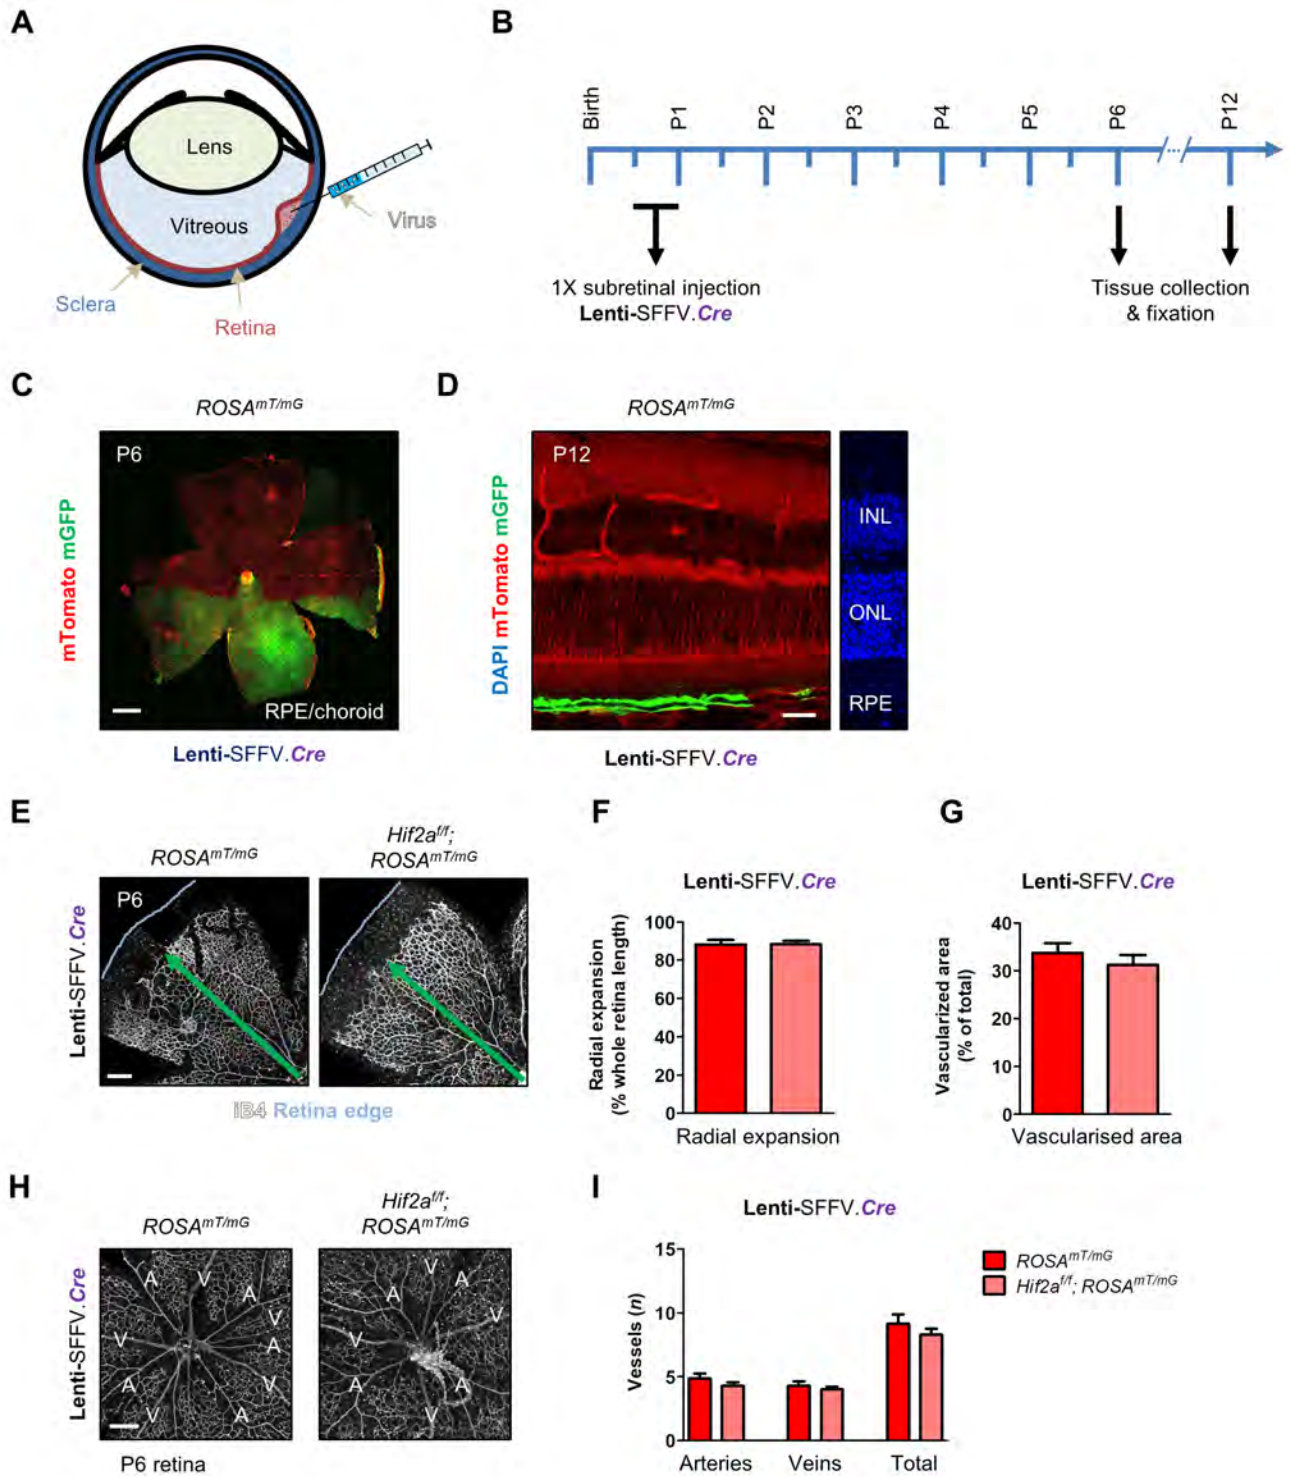 A
Lens
Vitreous
Virus
Sclera
Retina
B
Birth
P1
P2
P3
P4
P5
P6
...
P12
1X subretinal injection
Lenti-SFFV.Cre
Tissue collection
& fixation
C
ROSAmT/mG
mTomato mGFP
P6
RPE/choroid
Lenti-SFFV.Cre
D
ROSAmT/mG
DAPI mTomato mGFP
P12
INL
ONL
RPE
Lenti-SFFV.Cre
E
ROSAmT/mG
Hif2af/f;
ROSAmT/mG
Lenti-SFFV.Cre
P6
iB4 Retina edge
F
Lenti-SFFV.Cre
Radial expansion
(% whole retina length)
100
80
60
40
20
0
Radial expansion
G
Lenti-SFFV.Cre
Vascularized area
(% of total)
40
30
20
10
0
Vascularised area
H
ROSAmT/mG
Hif2af/f;
ROSAmT/mG
Lenti-SFFV.Cre
A V A V A V A V A V
V A A V A V A
P6 retina
I
Lenti-SFFV.Cre
Vessels (n)
15
10
5
0
Arteries Veins Total
ROSAmT/mG
Hif2af/f; ROSAmT/mG